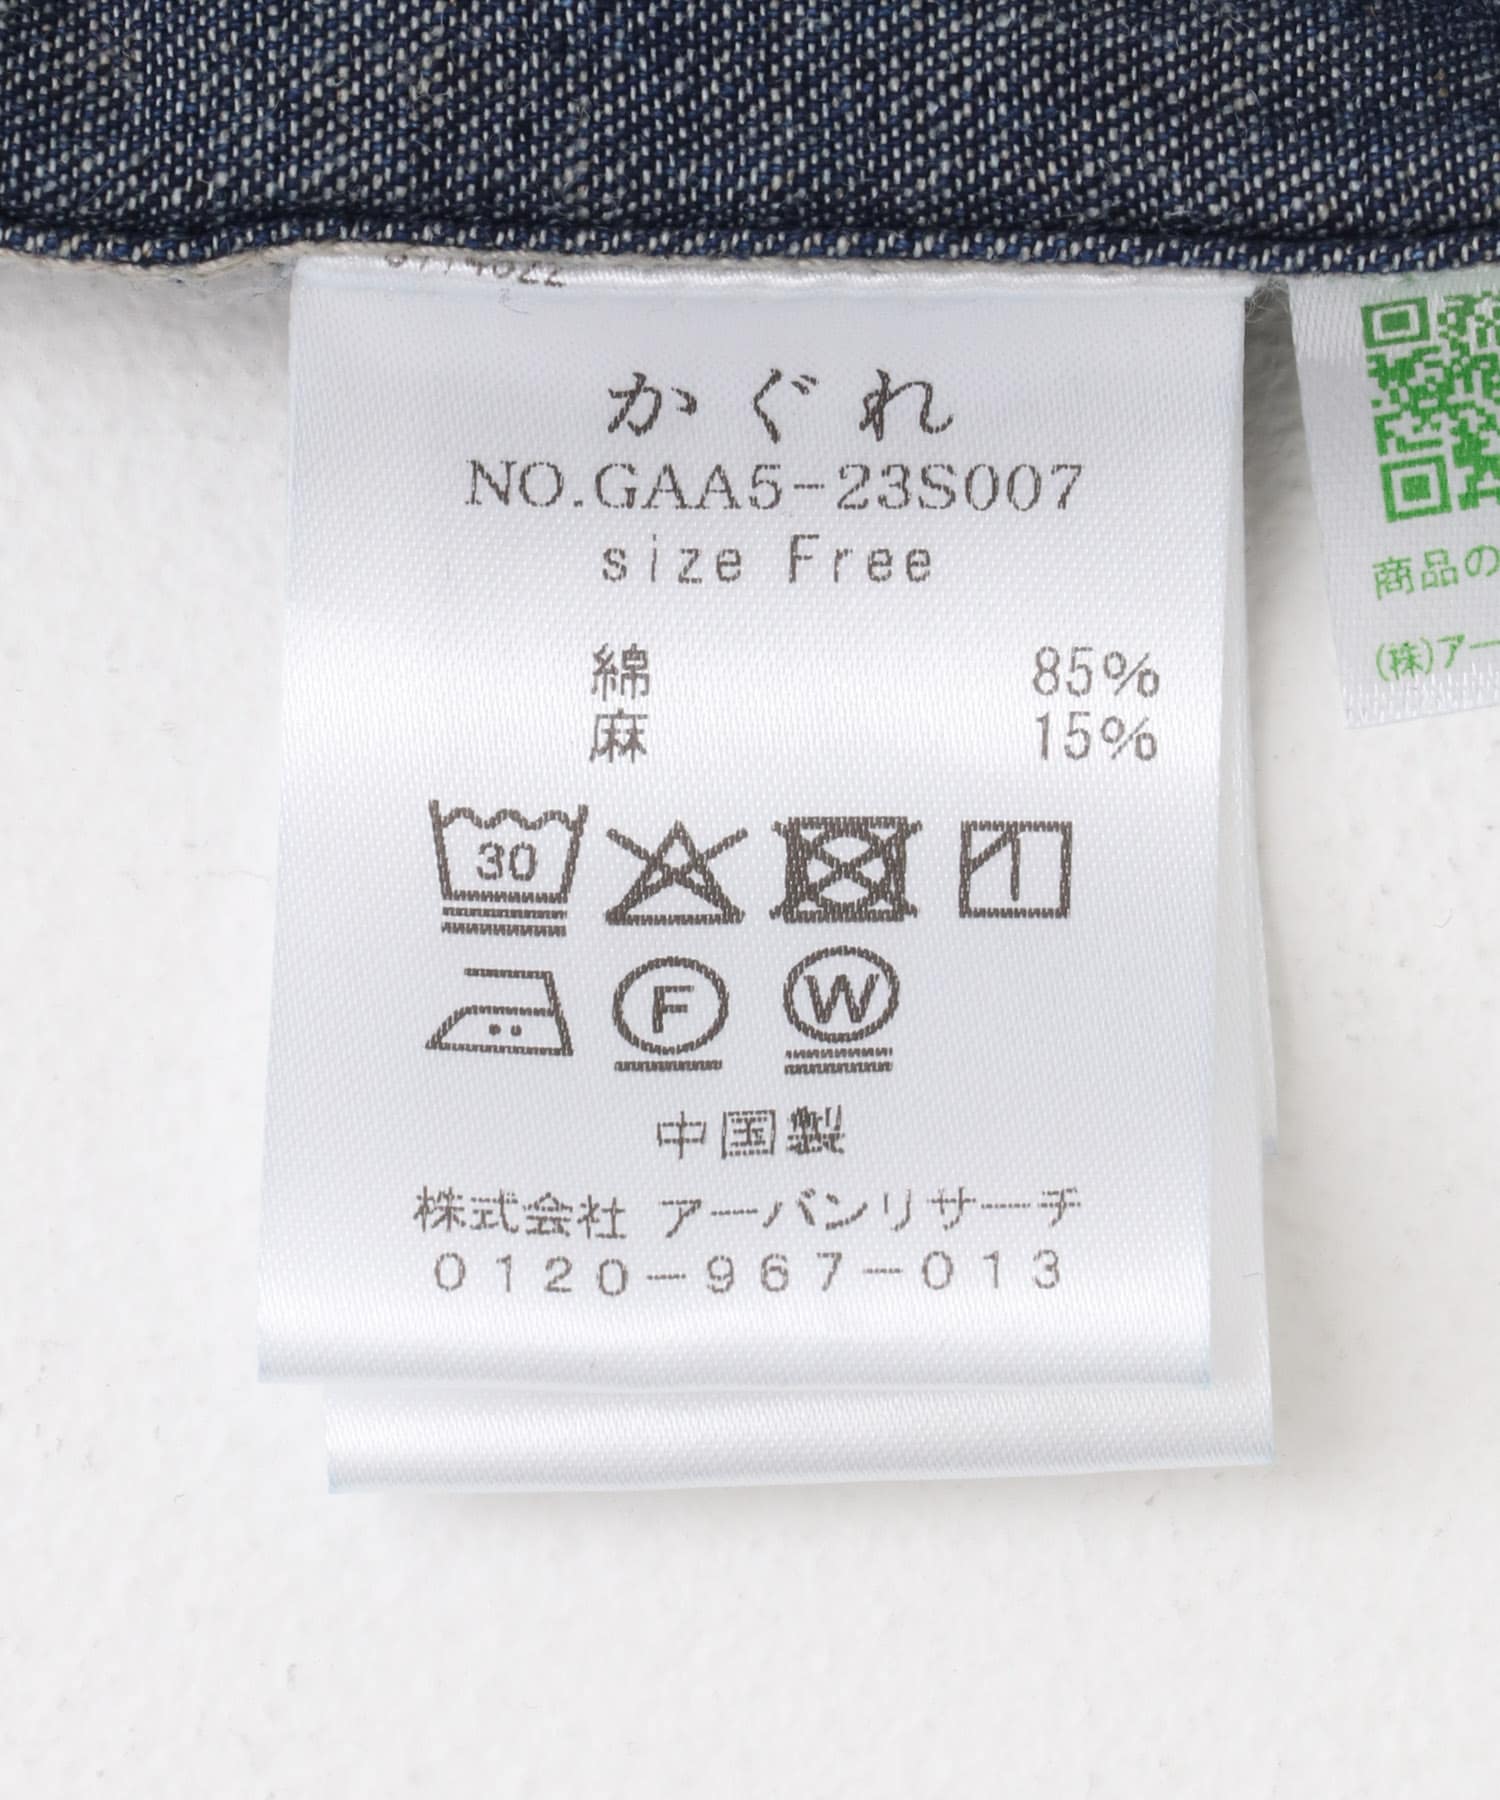 かぐれ
NO.GAA5-23S007
size Free
綿 85%
麻 15%
30
F W
中国製
株式会社 アーバンリサーチ
0120-967-013
商品の
(株)アー